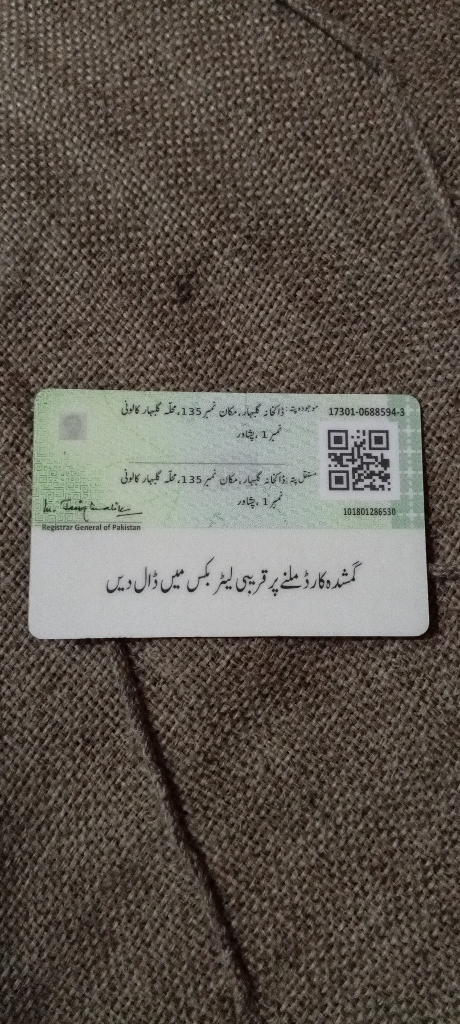 17301-0688594-3
موجودہ پتہ: ڈاکخانہ گلبہار، مکان نمبر 135، محلّہ گلبہار کالونی
نمبر 1، پشاور
مستقل پتہ: ڈاکخانہ گلبہار، مکان نمبر 135، محلّہ گلبہار کالونی
نمبر 1، پشاور
101801286530
Registrar General of Pakistan
گمشدہ کارڈ ملنے پر قریبی لیٹر بکس میں ڈال دیں